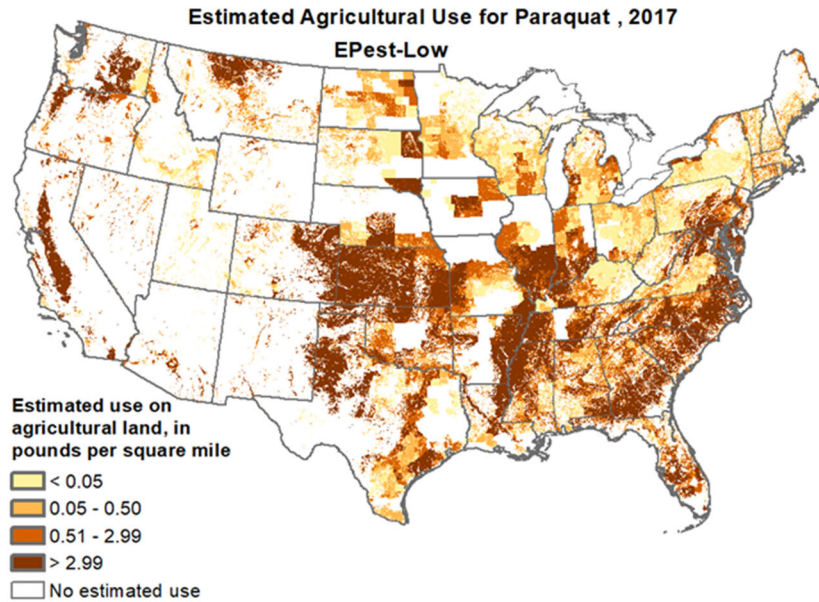 Estimated Agricultural Use for Paraquat , 2017
EPest-Low
Estimated use on
agricultural land, in
pounds per square mile
< 0.05
0.05 - 0.50
0.51 - 2.99
> 2.99
No estimated use